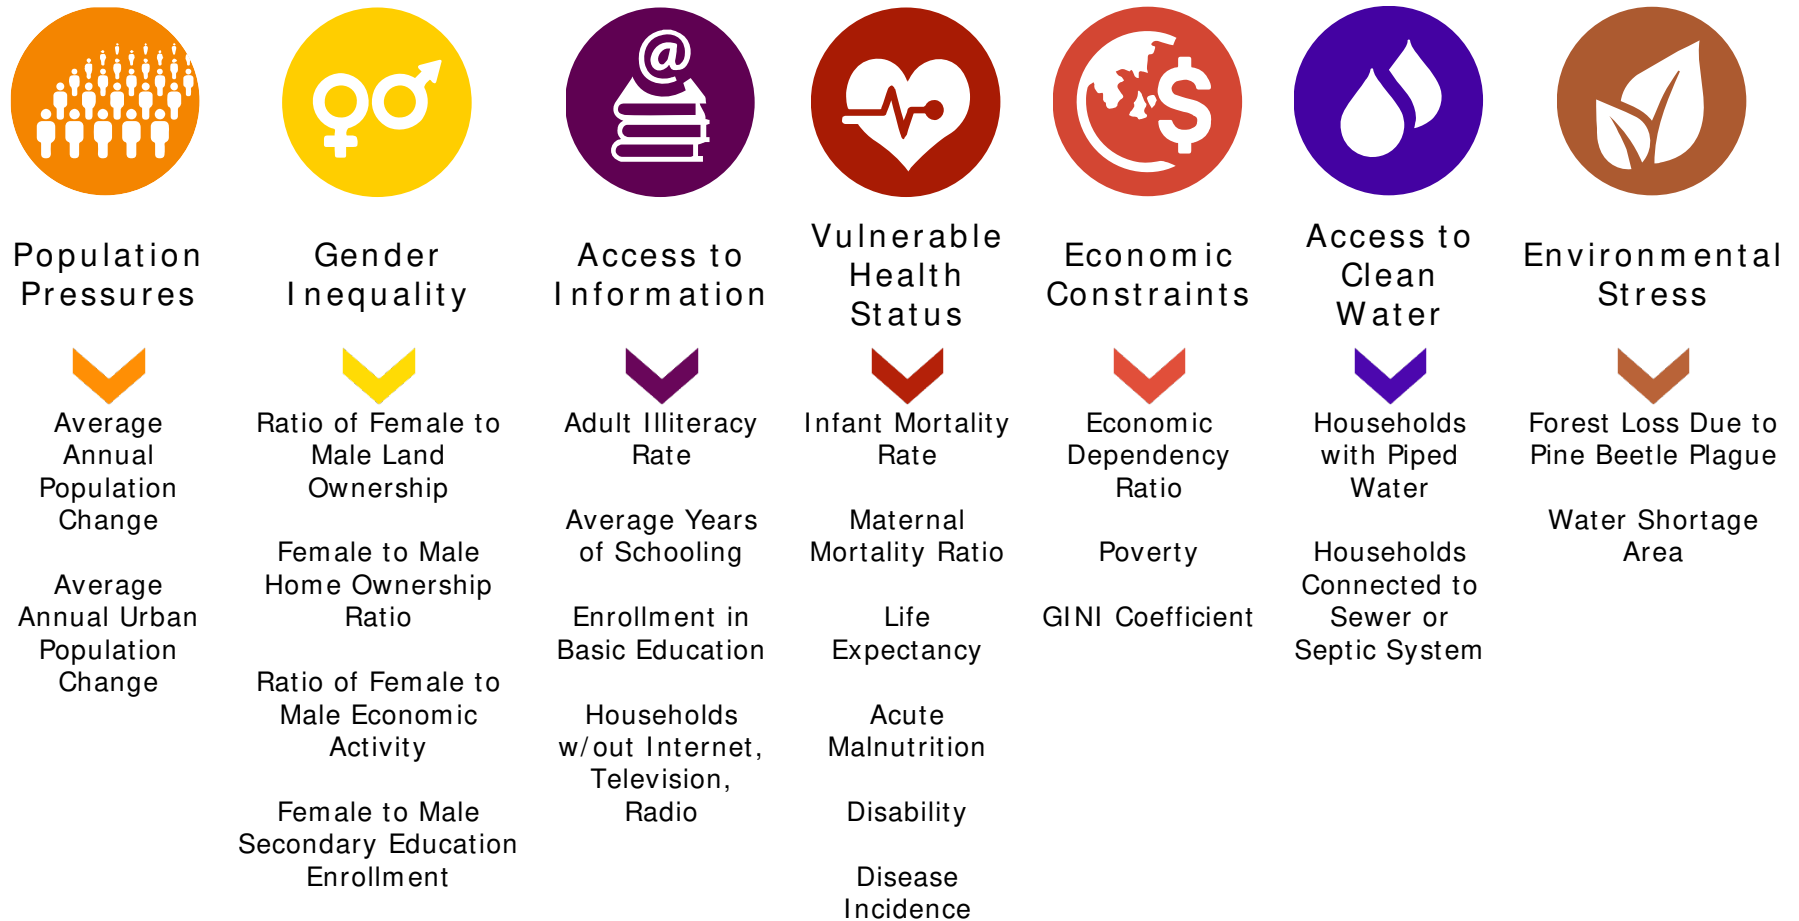 @
$
Population
Pressures
Gender
Inequality
Access to
Information
Vulnerable
Health
Status
Economic
Constraints
Access to
Clean
Water
Environmental
Stress
Average
Annual
Population
Change
Average
Annual Urban
Population
Change
Ratio of Female to
Male Land
Ownership
Female to Male
Home Ownership
Ratio
Ratio of Female to
Male Economic
Activity
Female to Male
Secondary Education
Enrollment
Adult Illiteracy
Rate
Average Years
of Schooling
Enrollment in
Basic Education
Households
w/out Internet,
Television,
Radio
Infant Mortality
Rate
Maternal
Mortality Ratio
Life
Expectancy
Acute
Malnutrition
Disability
Disease
Incidence
Economic
Dependency
Ratio
Poverty
GINI Coefficient
Households
with Piped
Water
Households
Connected to
Sewer or
Septic System
Forest Loss Due to
Pine Beetle Plague
Water Shortage
Area